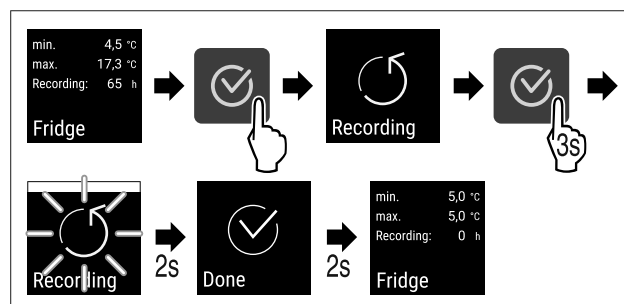 min. 4,5 °C
max. 17,3 °C
Recording: 65 h
Fridge
Recording
3s
Recording
2s
Done
2s
min. 5,0 °C
max. 5,0 °C
Recording: 0 h
Fridge